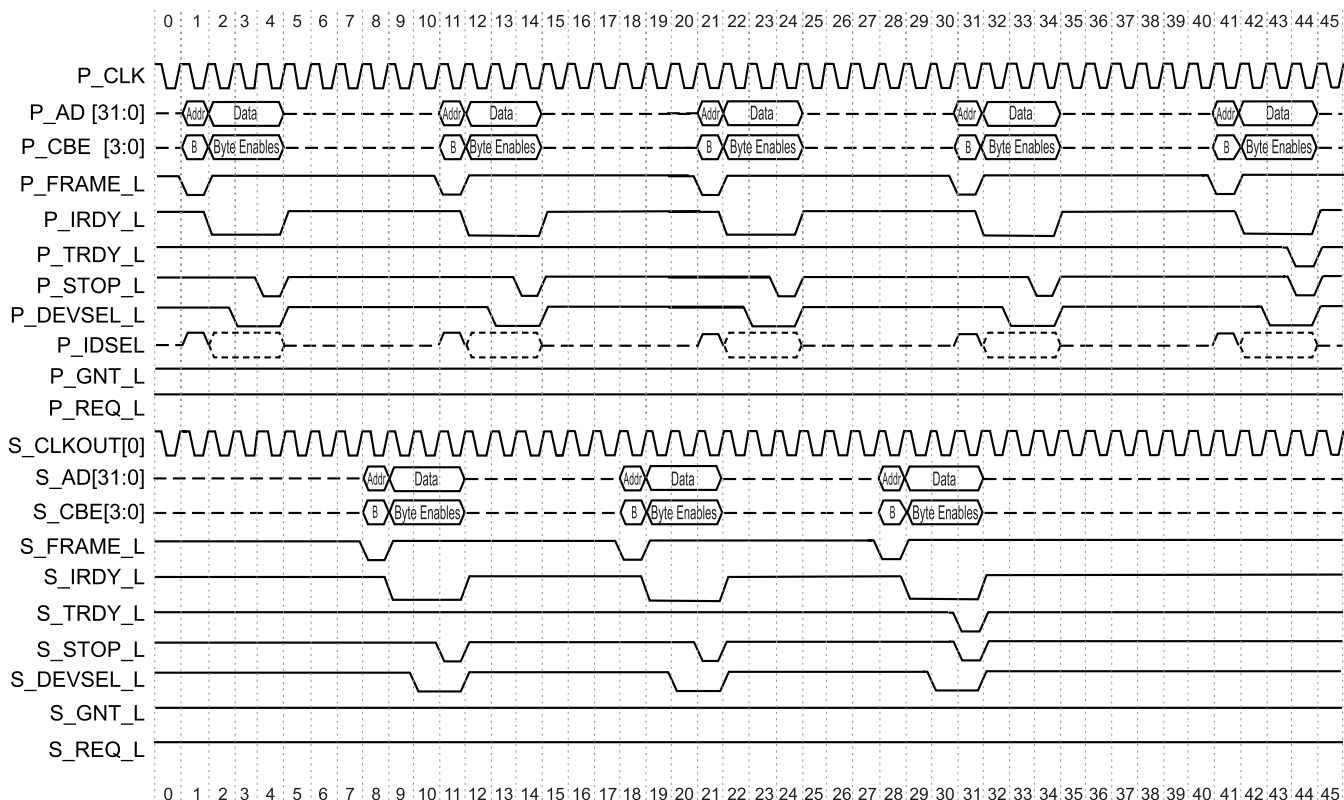 0 1 2 3 4 5 6 7 8 9 10 11 12 13 14 15 16 17 18 19 20 21 22 23 24 25 26 27 28 29 30 31 32 33 34 35 36 37 38 39 40 41 42 43 44 45
P_CLK
P_AD [31:0] Addr Data Addr Data Addr Data Addr Data Addr Data
P_CBE [3:0] B Byte Enables B Byte Enables B Byte Enables B Byte Enables B Byte Enables
P_FRAME_L
P_IRDY_L
P_TRDY_L
P_STOP_L
P_DEVSEL_L
P_IDSEL
P_GNT_L
P_REQ_L
S_CLKOUT[0]
S_AD[31:0] Addr Data Addr Data Addr Data
S_CBE[3:0] B Byte Enables B Byte Enables B Byte Enables
S_FRAME_L
S_IRDY_L
S_TRDY_L
S_STOP_L
S_DEVSEL_L
S_GNT_L
S_REQ_L
0 1 2 3 4 5 6 7 8 9 10 11 12 13 14 15 16 17 18 19 20 21 22 23 24 25 26 27 28 29 30 31 32 33 34 35 36 37 38 39 40 41 42 43 44 45